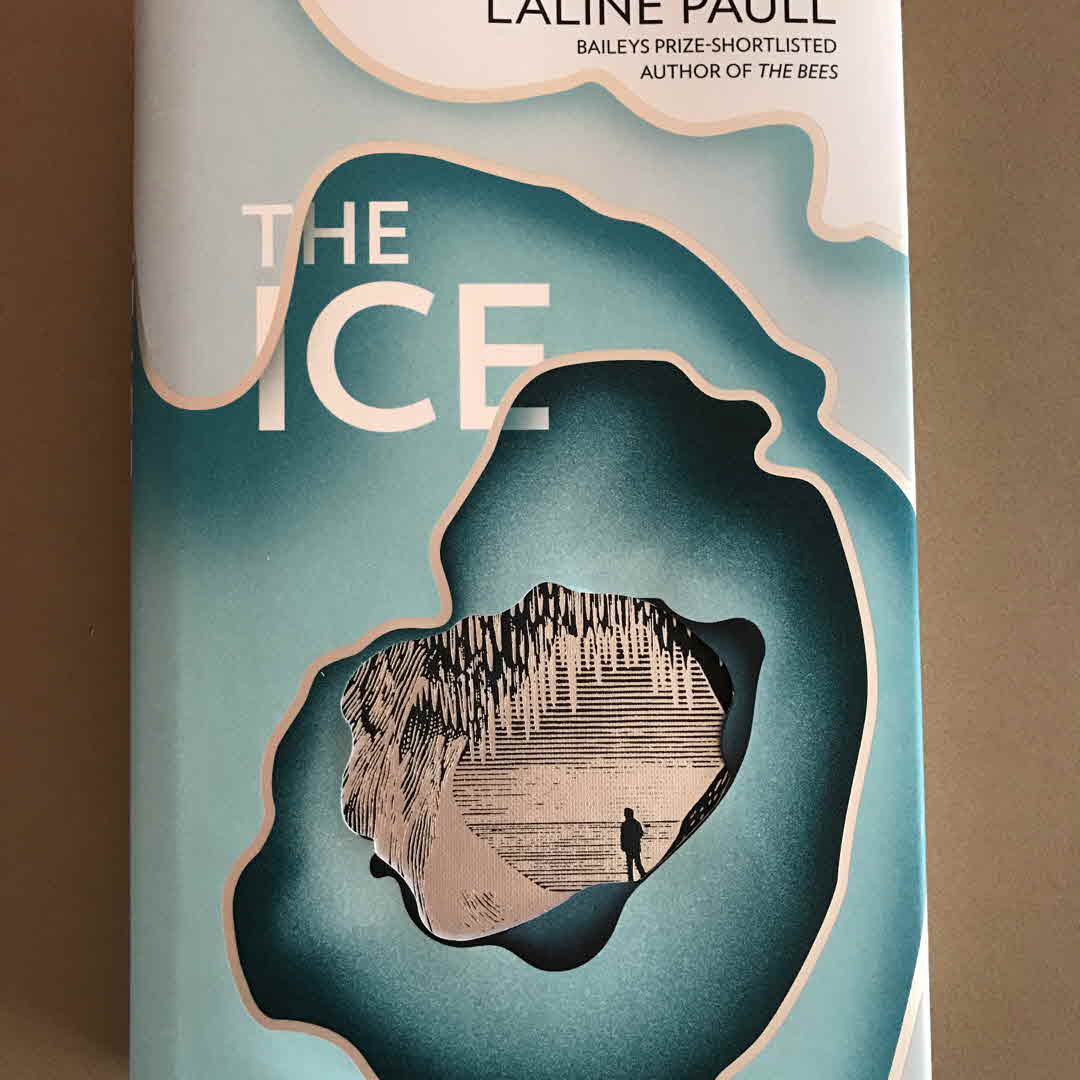 LALINE PAULL
BAILEYS PRIZE-SHORTLISTED
AUTHOR OF THE BEES
THE
ICE